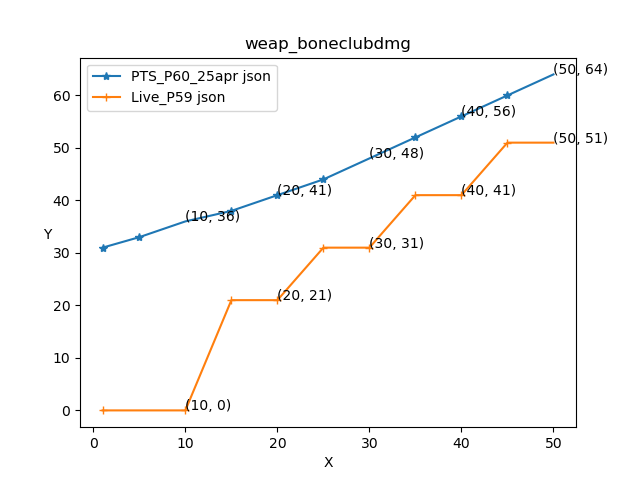 weap_boneclubdmg
PTS_P60_25apr json
Live_P59 json
(50, 64)
(40, 56)
(30, 48)
(20, 41)
(10, 36)
(50, 51)
(40, 41)
(30, 31)
(20, 21)
(10, 0)
60
50
40
30
20
10
0
Y
0 10 20 30 40 50
X